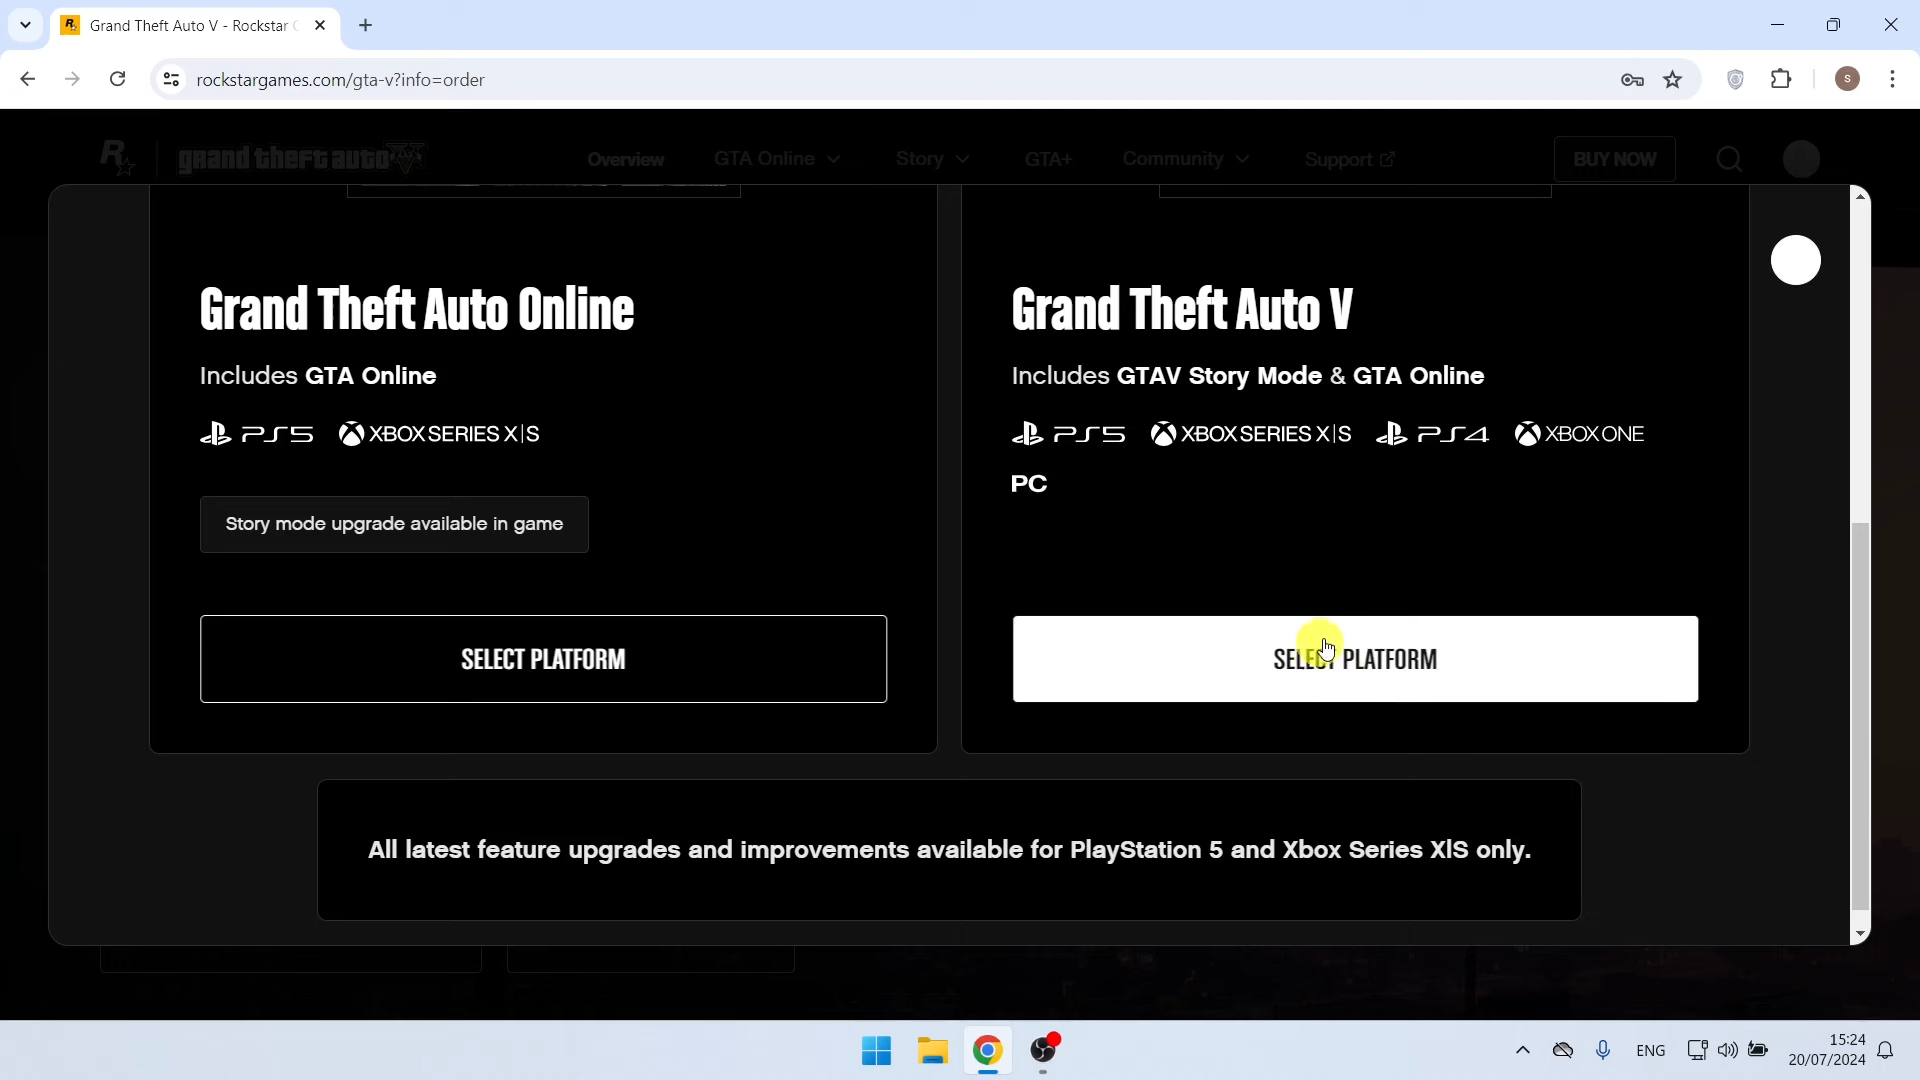 Grand Theft Auto V - Rockstar
rockstargames.com/gta-v?info=order
S
R grand theft auto V
Overview
GTA Online
Story
GTA+
Community
Support
BUY NOW
Grand Theft Auto Online
Includes GTA Online
PS5 XBOX SERIES X|S
Story mode upgrade available in game
SELECT PLATFORM
Grand Theft Auto V
Includes GTAV Story Mode & GTA Online
PS5 XBOX SERIES X|S PS4 XBOX ONE
PC
SELECT PLATFORM
All latest feature upgrades and improvements available for PlayStation 5 and Xbox Series X|S only.
ENG
15:24
20/07/2024